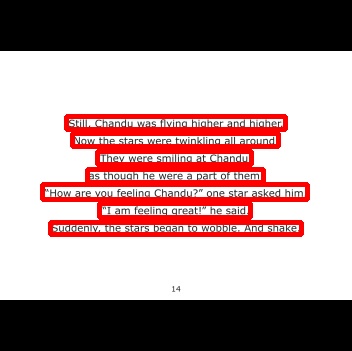 Still, Chandu was flying higher and higher.
Now the stars were twinkling all around
They were smiling at Chandu
as though he were a part of them
“How are you feeling Chandu?” one star asked him
“I am feeling great!” he said.
Suddenly, the stars began to wobble. And shake.
14